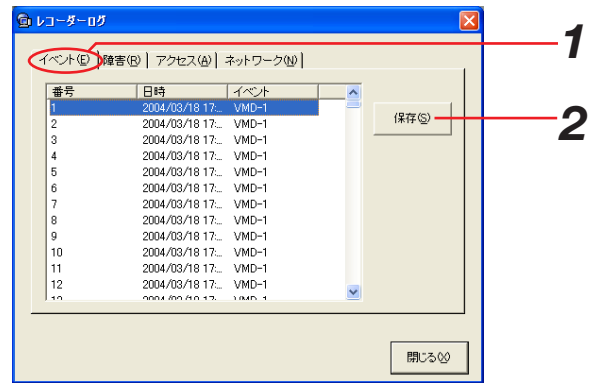 レコーダーログ
1
イベント(E) 障害(R) アクセス(A) ネットワーク(N)
番号 日時 イベント
1 2004/03/18 17:... VMD-1
保存(S)
2
2 2004/03/18 17:... VMD-1
3 2004/03/18 17:... VMD-1
4 2004/03/18 17:... VMD-1
5 2004/03/18 17:... VMD-1
6 2004/03/18 17:... VMD-1
7 2004/03/18 17:... VMD-1
8 2004/03/18 17:... VMD-1
9 2004/03/18 17:... VMD-1
10 2004/03/18 17:... VMD-1
11 2004/03/18 17:... VMD-1
12 2004/03/18 17:... VMD-1
閉じる(X)